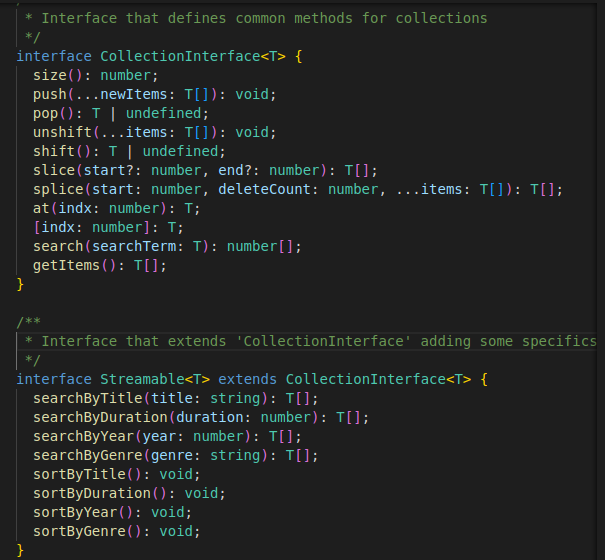 * Interface that defines common methods for collections
*/
interface CollectionInterface<T> {
size(): number;
push(...newItems: T[]): void;
pop(): T | undefined;
unshift(...items: T[]): void;
shift(): T | undefined;
slice(start?: number, end?: number): T[];
splice(start: number, deleteCount: number, ...items: T[]): T[];
at(indx: number): T;
[indx: number]: T;
search(searchTerm: T): number[];
getItems(): T[];
}
/**
* Interface that extends 'CollectionInterface' adding some specifics
*/
interface Streamable<T> extends CollectionInterface<T> {
searchByTitle(title: string): T[];
searchByDuration(duration: number): T[];
searchByYear(year: number): T[];
searchByGenre(genre: string): T[];
sortByTitle(): void;
sortByDuration(): void;
sortByYear(): void;
sortByGenre(): void;
}